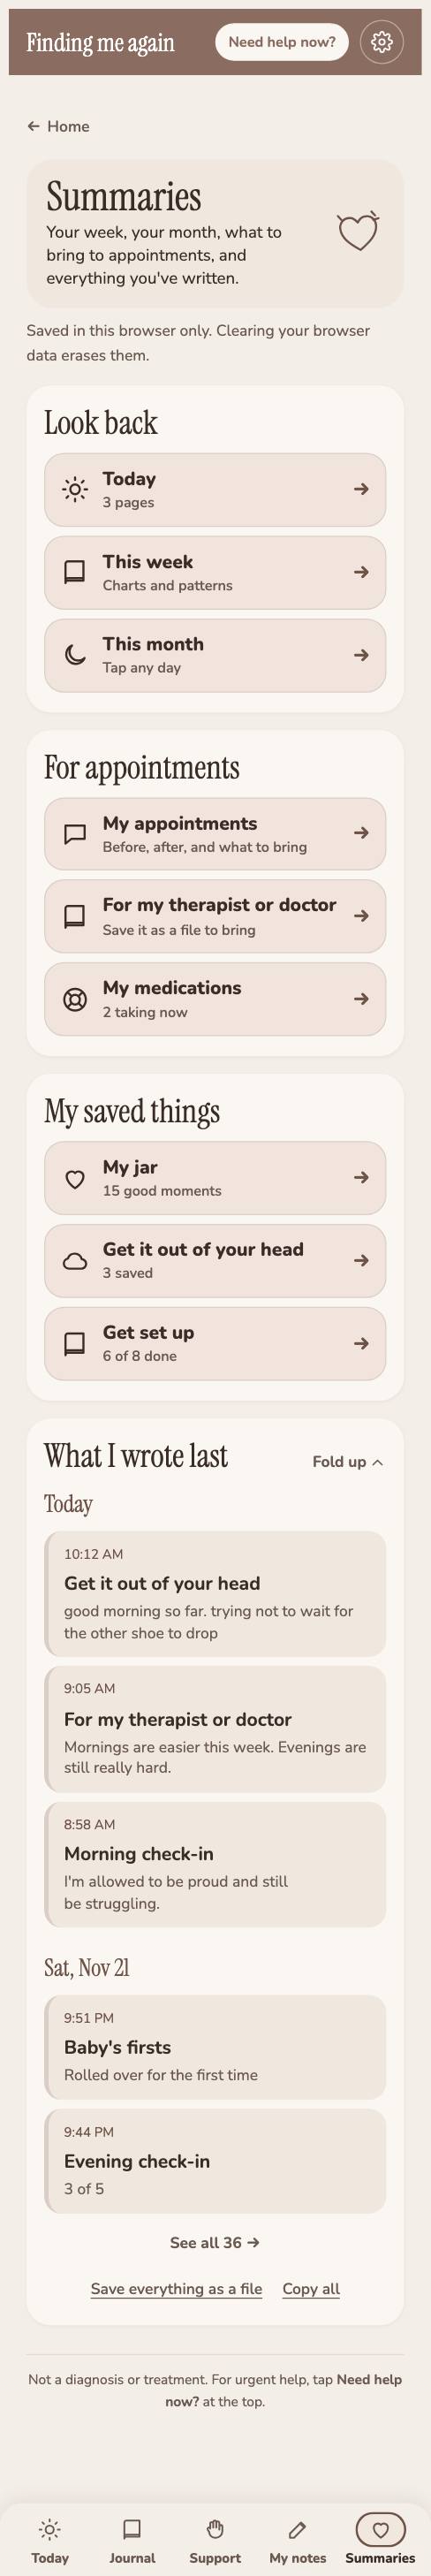 Finding me again
Need help now?
← Home
Summaries
Your week, your month, what to
bring to appointments, and
everything you've written.
Saved in this browser only. Clearing your browser
data erases them.
Look back
Today
3 pages
→
This week
Charts and patterns
→
This month
Tap any day
→
For appointments
My appointments
Before, after, and what to bring
→
For my therapist or doctor
Save it as a file to bring
→
My medications
2 taking now
→
My saved things
My jar
15 good moments
→
Get it out of your head
3 saved
→
Get set up
6 of 8 done
→
What I wrote last
Fold up
Today
10:12 AM
Get it out of your head
good morning so far. trying not to wait for
the other shoe to drop
9:05 AM
For my therapist or doctor
Mornings are easier this week. Evenings are
still really hard.
8:58 AM
Morning check-in
I'm allowed to be proud and still
be struggling.
Sat, Nov 21
9:51 PM
Baby's firsts
Rolled over for the first time
9:44 PM
Evening check-in
3 of 5
See all 36 →
Save everything as a file
Copy all
Not a diagnosis or treatment. For urgent help, tap Need help
now? at the top.
Today
Journal
Support
My notes
Summaries